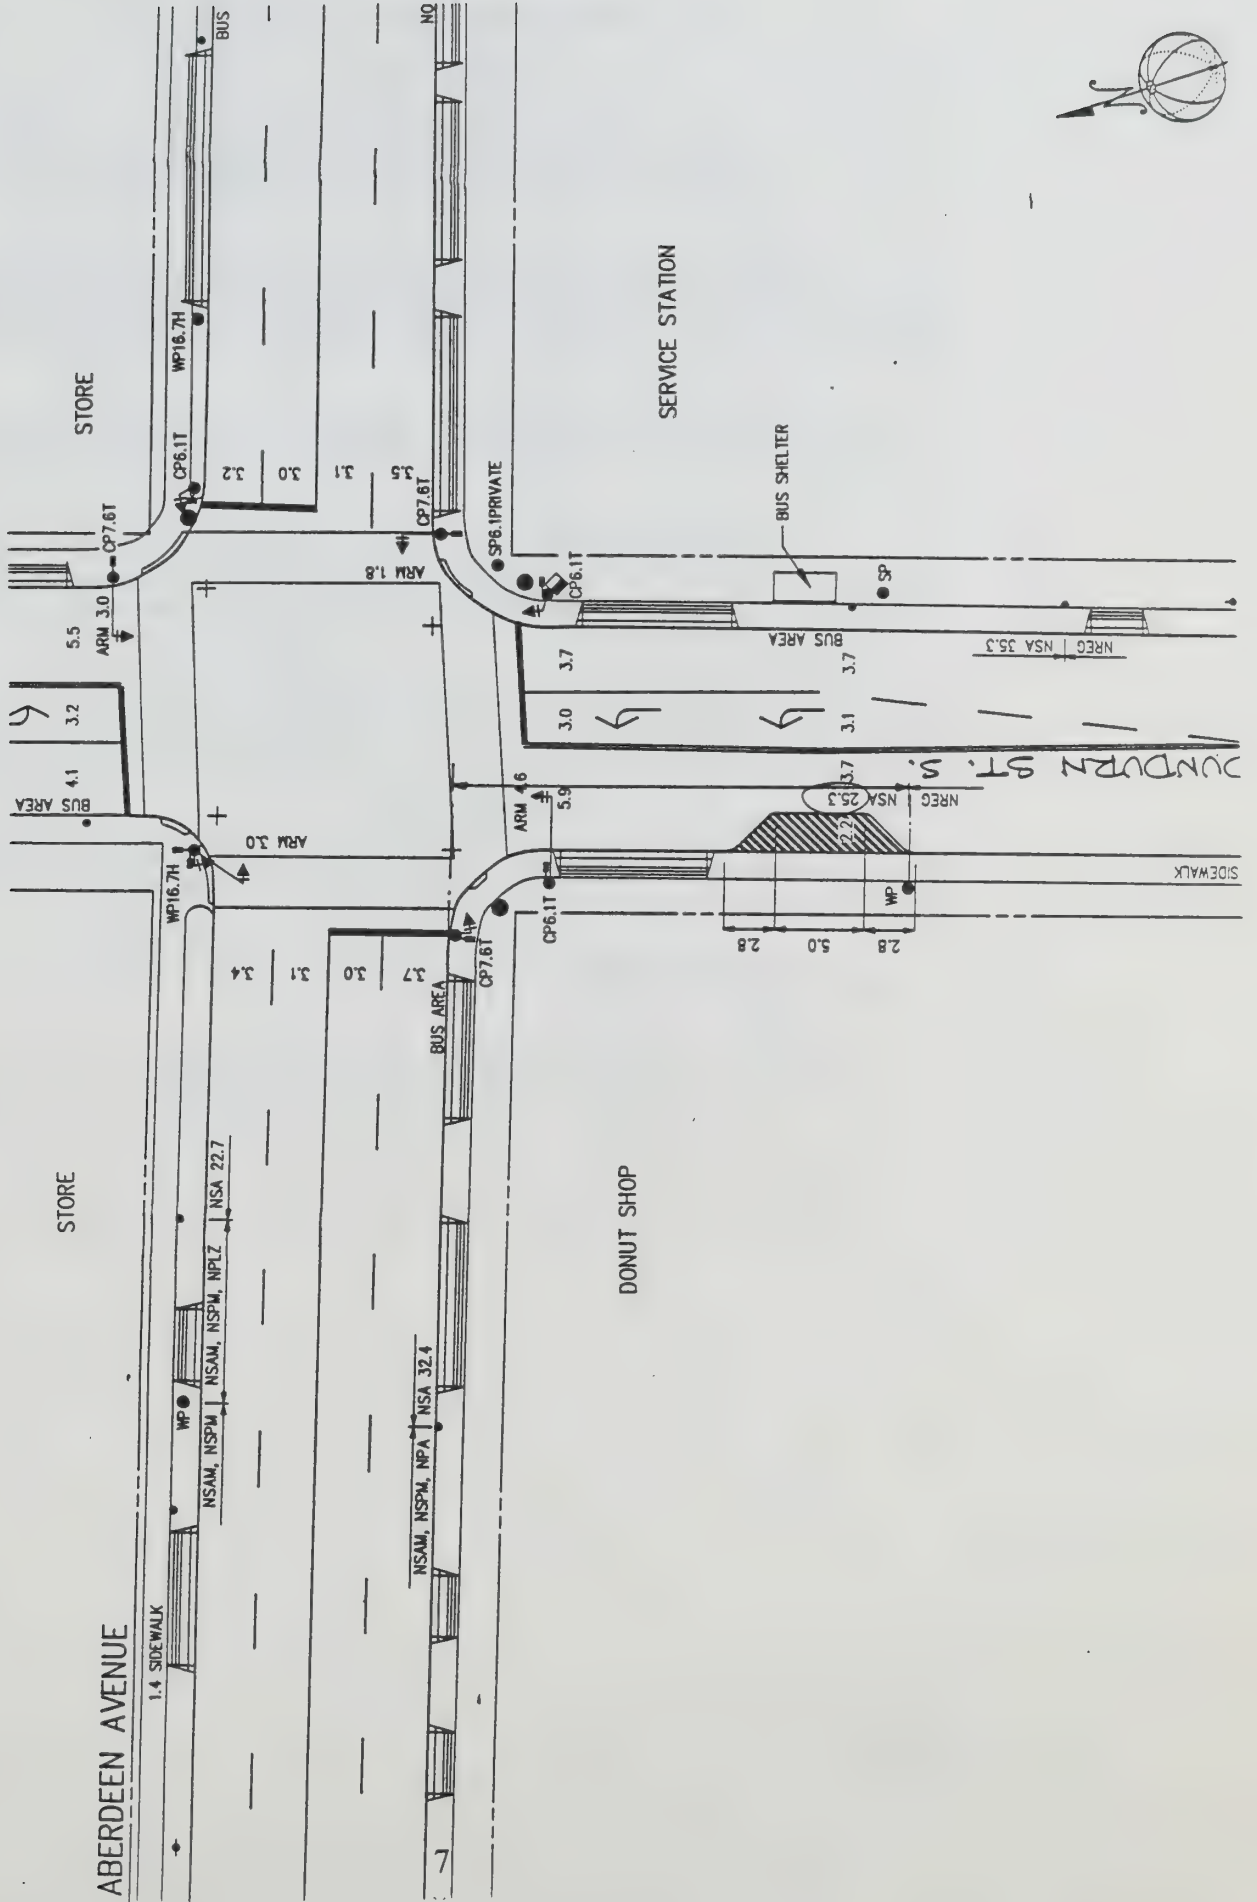 ABERDEEN AVENUE
1.4 SIDEWALK
STORE
STORE
NSAM, NSPM
NSAM, NSPM, NPLZ
NSA 22.7
WP
WP16.7H
ARM 3.0
BUS AREA
4.1
3.2
5.5
ARM 3.0
CP7.6T
CP6.1T
WP16.7H
BUS
3.4
3.1
3.0
3.7
3.2
3.0
3.1
3.5
ARM 1.8
CP7.6T
NO
NSAM, NSPM, NPA
NSA 32.4
BUS AREA
CP7.6T
CP6.1T
ARM 4.6
5.9
SP6.1PRIVATE
CP6.1T
DONUT SHOP
SERVICE STATION
3.0
3.7
3.7
3.1
3.7
BUS AREA
BUS SHELTER
NSA 35.3
NREG
NSA 25.3
NREG
2.2
2.8
5.0
2.8
WP
SIDEWALK
DUNDURN ST. S.
7